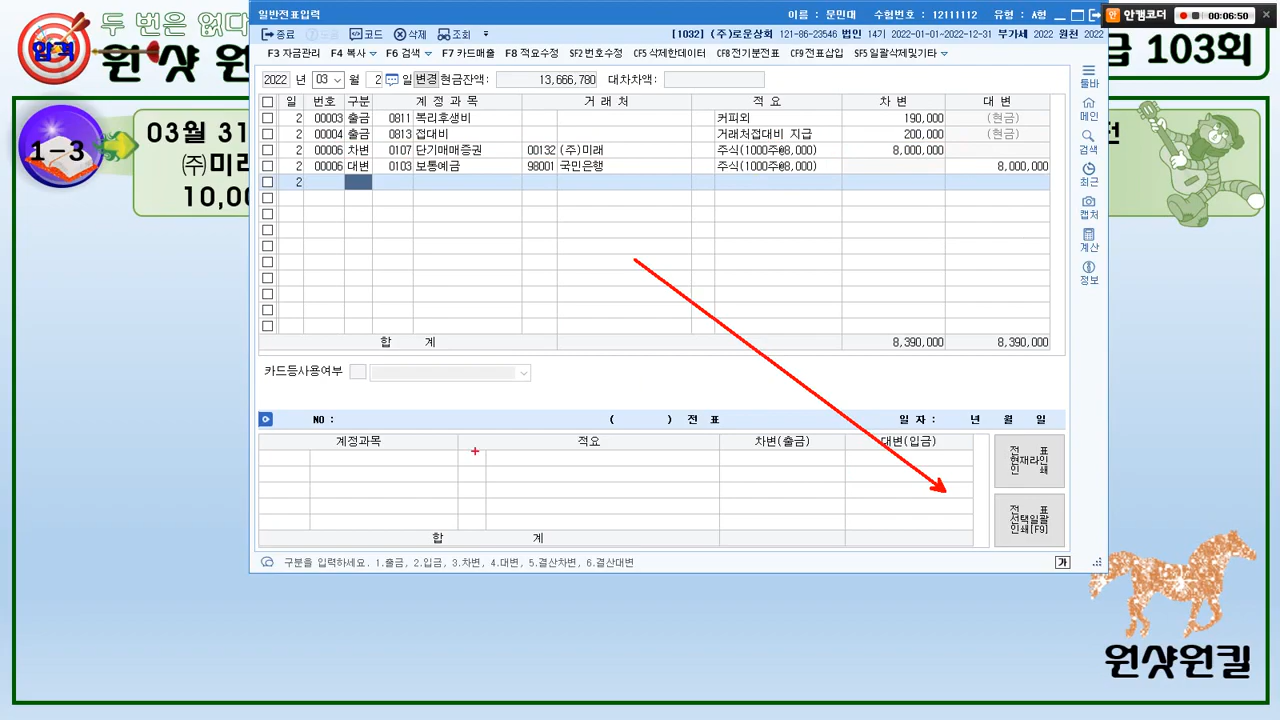 두 번은 없다
합격
원 샷 원
급 103회
1-3
03월 31
㈜미래
10,00
전
일반전표입력
이름 : 문민대 수험번호 : 12111112 유형 : A형
안캠코더 00:06:50
종료 코드 삭제 조회
[1032] (주)로운상회 121-86-23546 법인 14기 2022-01-01~2022-12-31 부가세 2022 원천 2022
F3 자금관리 F4 복사 F6 검색 F7 카드매출 F8 적요수정 SF2 번호수정 CF5 삭제한데이터 CF8 전기분전표 CF9 전표삽입 SF5 일괄삭제및기타
2022 년 03 월 2 일 변경 현금잔액: 13,666,780 대차차액:
일 번호 구분 계 정 과 목 거 래 처 적 요 차 변 대 변
2 00003 출금 0811 복리후생비 커피외 190,000 (현금)
2 00004 출금 0813 접대비 거래처접대비 지급 200,000 (현금)
2 00006 차변 0107 단기매매증권 00132 (주)미래 주식(1000주@8,000) 8,000,000
2 00006 대변 0103 보통예금 98001 국민은행 주식(1000주@8,000) 8,000,000
2
합 계 8,390,000 8,390,000
카드등사용여부
NO : ( ) 전 표 일 자 : 년 월 일
계정과목 적요 차변(출금) 대변(입금)
합 계
전 표
현재라인
인 쇄
전 표
선택일괄
인쇄[F9]
구분을 입력하세요. 1.출금, 2.입금, 3.차변, 4.대변, 5.결산차변, 6.결산대변
가
툴바
메인
검색
최근
캡처
계산
정보
원샷원킬